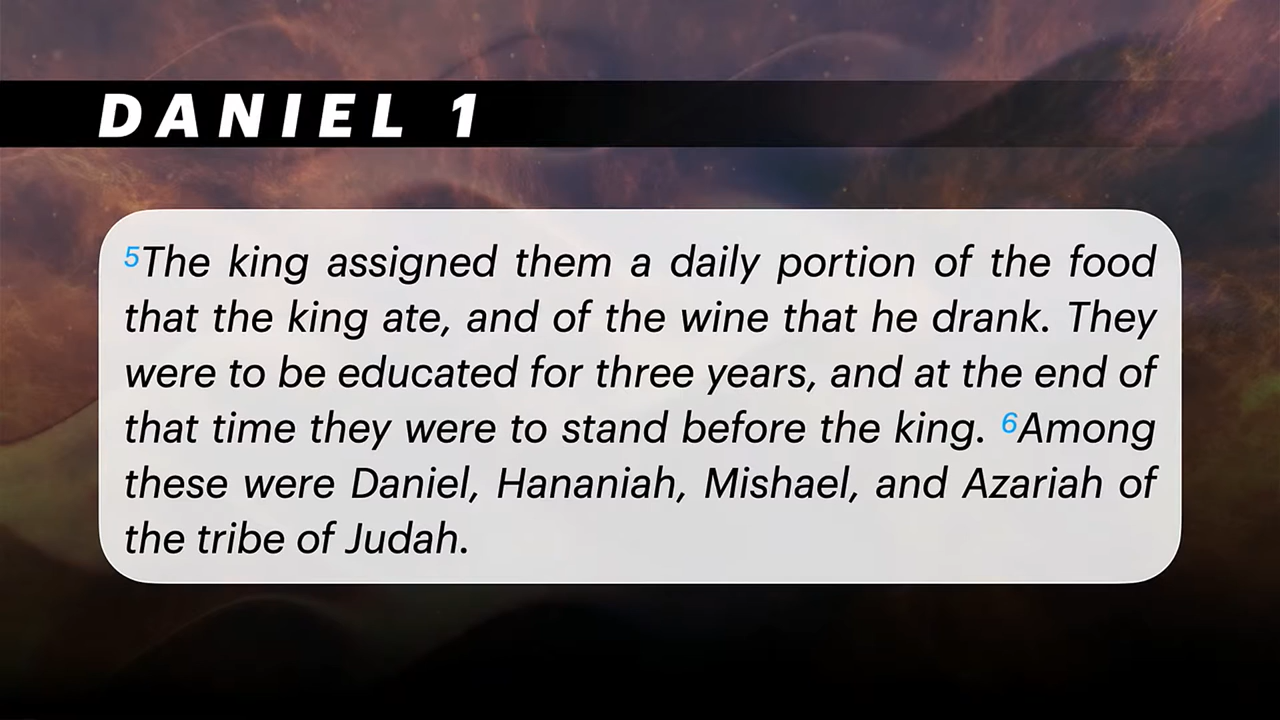 DANIEL 1
5The king assigned them a daily portion of the food
that the king ate, and of the wine that he drank. They
were to be educated for three years, and at the end of
that time they were to stand before the king. 6Among
these were Daniel, Hananiah, Mishael, and Azariah of
the tribe of Judah.